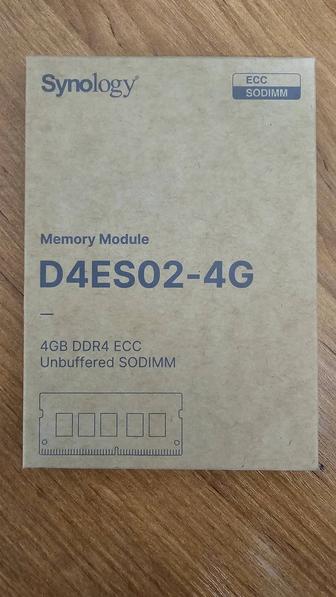 Synology
ECC
SODIMM
Memory Module
D4ES02-4G
4GB DDR4 ECC
Unbuffered SODIMM